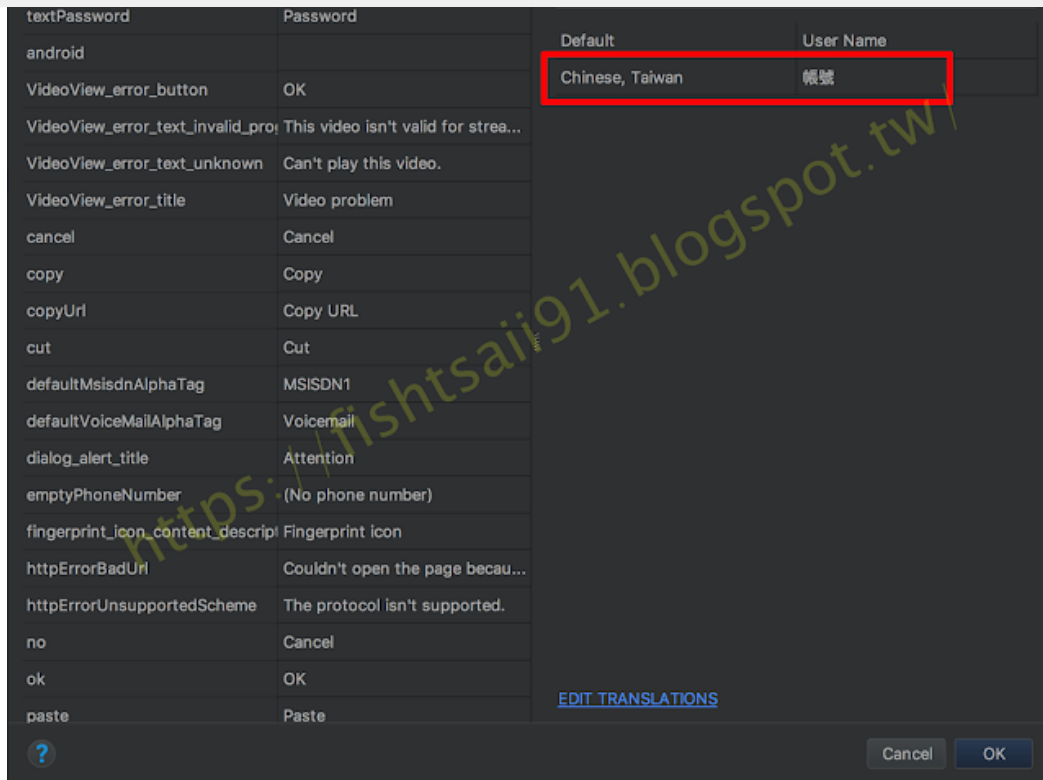 textPassword Password
android
VideoView_error_button OK
VideoView_error_text_invalid_prog This video isn't valid for strea...
VideoView_error_text_unknown Can't play this video.
VideoView_error_title Video problem
cancel Cancel
copy Copy
copyUrl Copy URL
cut Cut
defaultMsisdnAlphaTag MSISDN1
defaultVoiceMailAlphaTag Voicemail
dialog_alert_title Attention
emptyPhoneNumber (No phone number)
fingerprint_icon_content_descript Fingerprint icon
httpErrorBadUrl Couldn't open the page becau...
httpErrorUnsupportedScheme The protocol isn't supported.
no Cancel
ok OK
paste Paste
Default User Name
Chinese, Taiwan 帳號
EDIT TRANSLATIONS
https://fishtsaii91.blogspot.tw/
?
Cancel OK